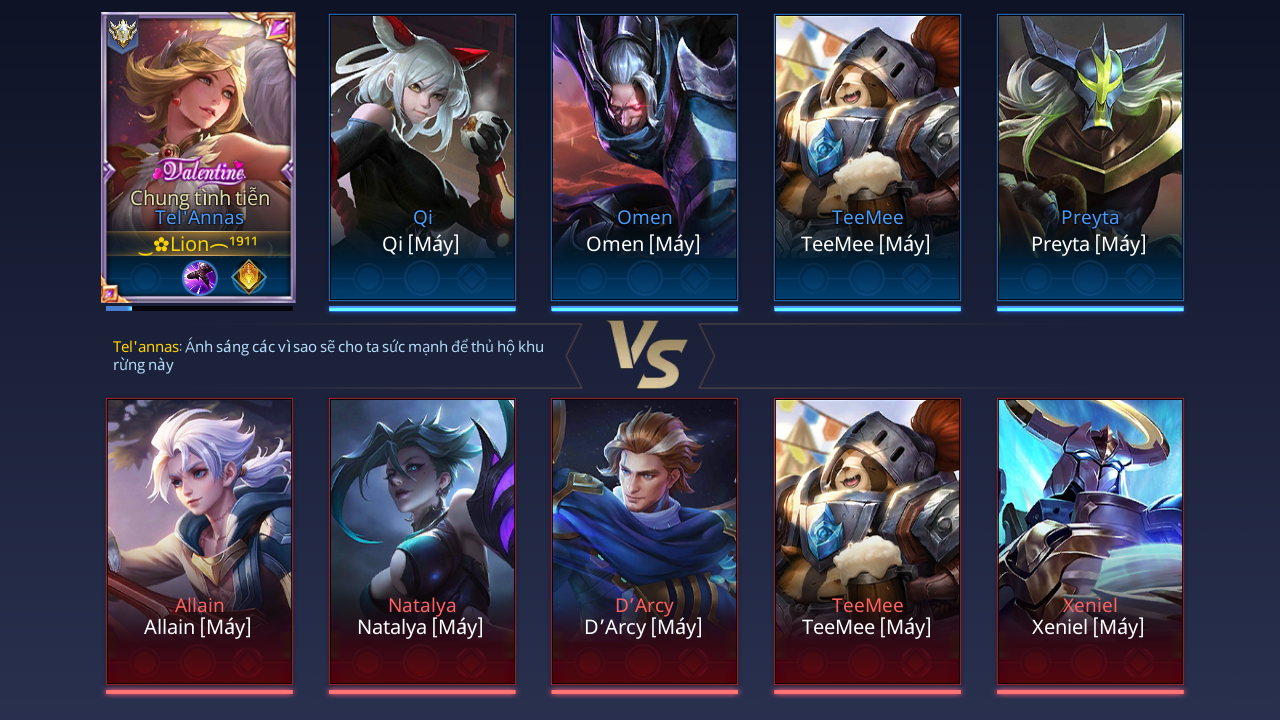 Valentine
Chung tình tiễn
Tel'Annas
‿✿Lion⁀¹⁹¹¹
Qi
Qi [Máy]
Omen
Omen [Máy]
TeeMee
TeeMee [Máy]
Preyta
Preyta [Máy]
Tel'annas: Ánh sáng các vì sao sẽ cho ta sức mạnh để thủ hộ khu
rừng này
VS
Allain
Allain [Máy]
Natalya
Natalya [Máy]
D’Arcy
D’Arcy [Máy]
TeeMee
TeeMee [Máy]
Xeniel
Xeniel [Máy]